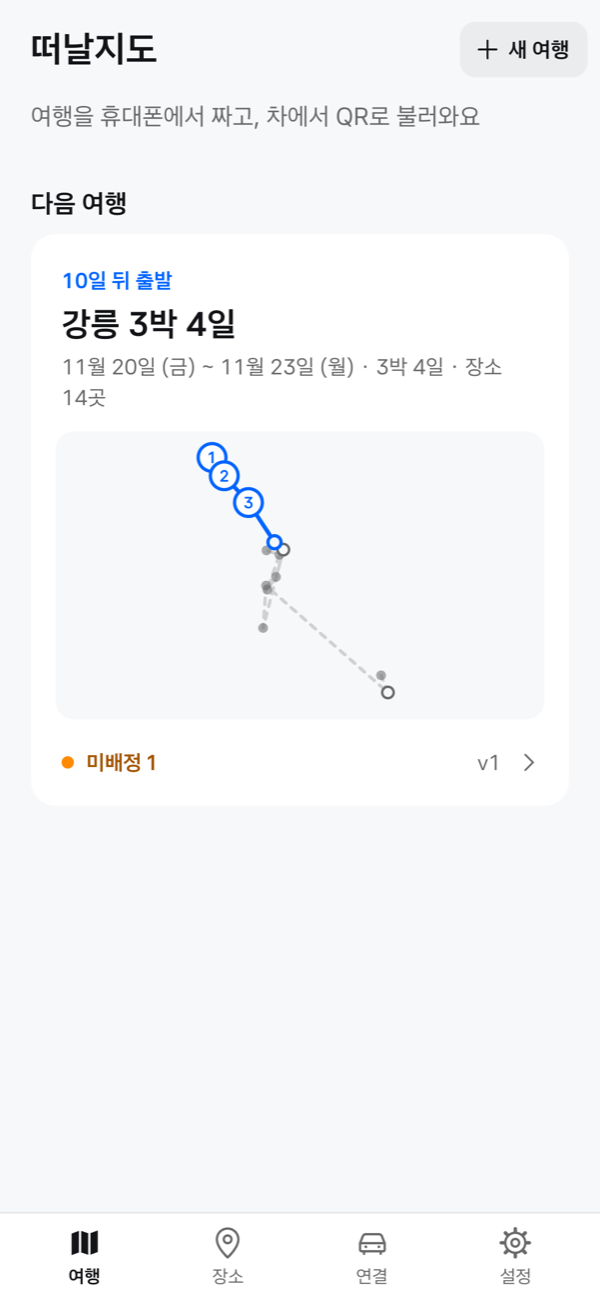 떠날지도
새 여행
여행을 휴대폰에서 짜고, 차에서 QR로 불러와요
다음 여행
10일 뒤 출발
강릉 3박 4일
11월 20일 (금) ~ 11월 23일 (월) · 3박 4일 · 장소
14곳
1
2
3
미배정 1
v1
여행
장소
연결
설정